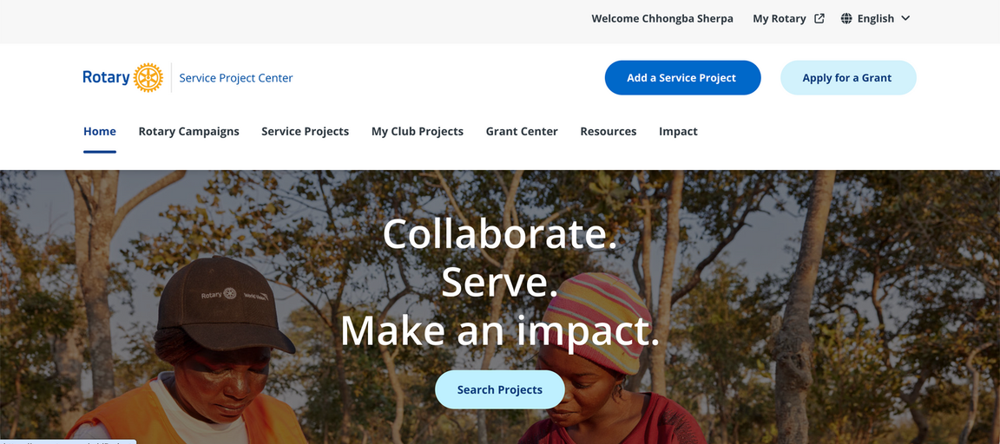 Welcome Chhongba Sherpa My Rotary English
Rotary Service Project Center Add a Service Project Apply for a Grant
Home Rotary Campaigns Service Projects My Club Projects Grant Center Resources Impact
Collaborate.
Serve.
Make an impact.
Rotary World Vision
Search Projects